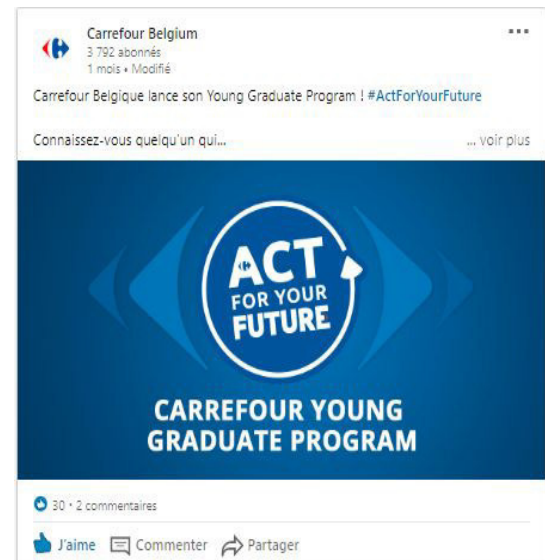 Carrefour Belgium
3 792 abonnés
1 mois • Modifié
Carrefour Belgique lance son Young Graduate Program ! #ActForYourFuture
Connaissez-vous quelqu'un qui... ... voir plus
ACT
FOR YOUR
FUTURE
CARREFOUR YOUNG
GRADUATE PROGRAM
30 • 2 commentaires
J'aime Commenter Partager